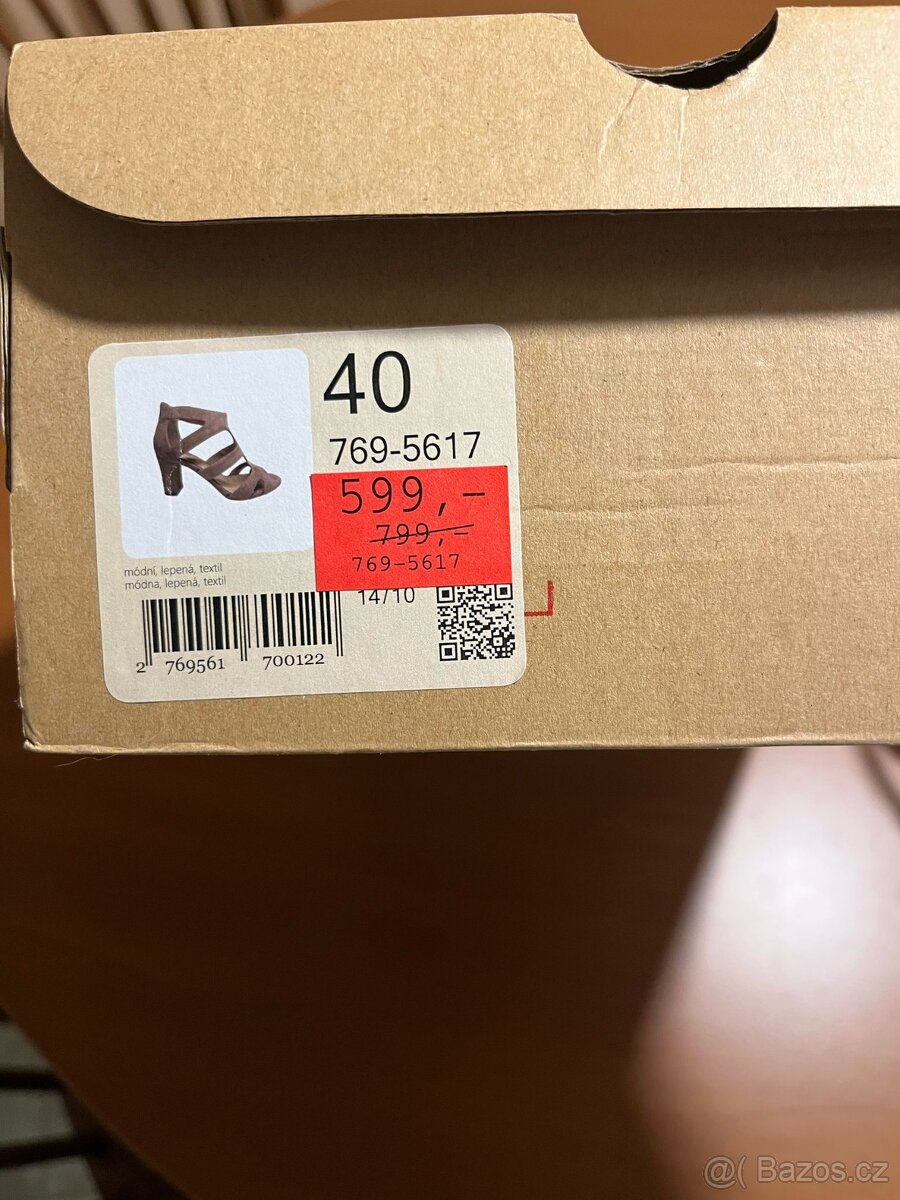 40
769-5617
599,-
799,-
769-5617
módní, lepená, textil
módna, lepená, textil
14/10
2 769561 700122
@( Bazos.cz